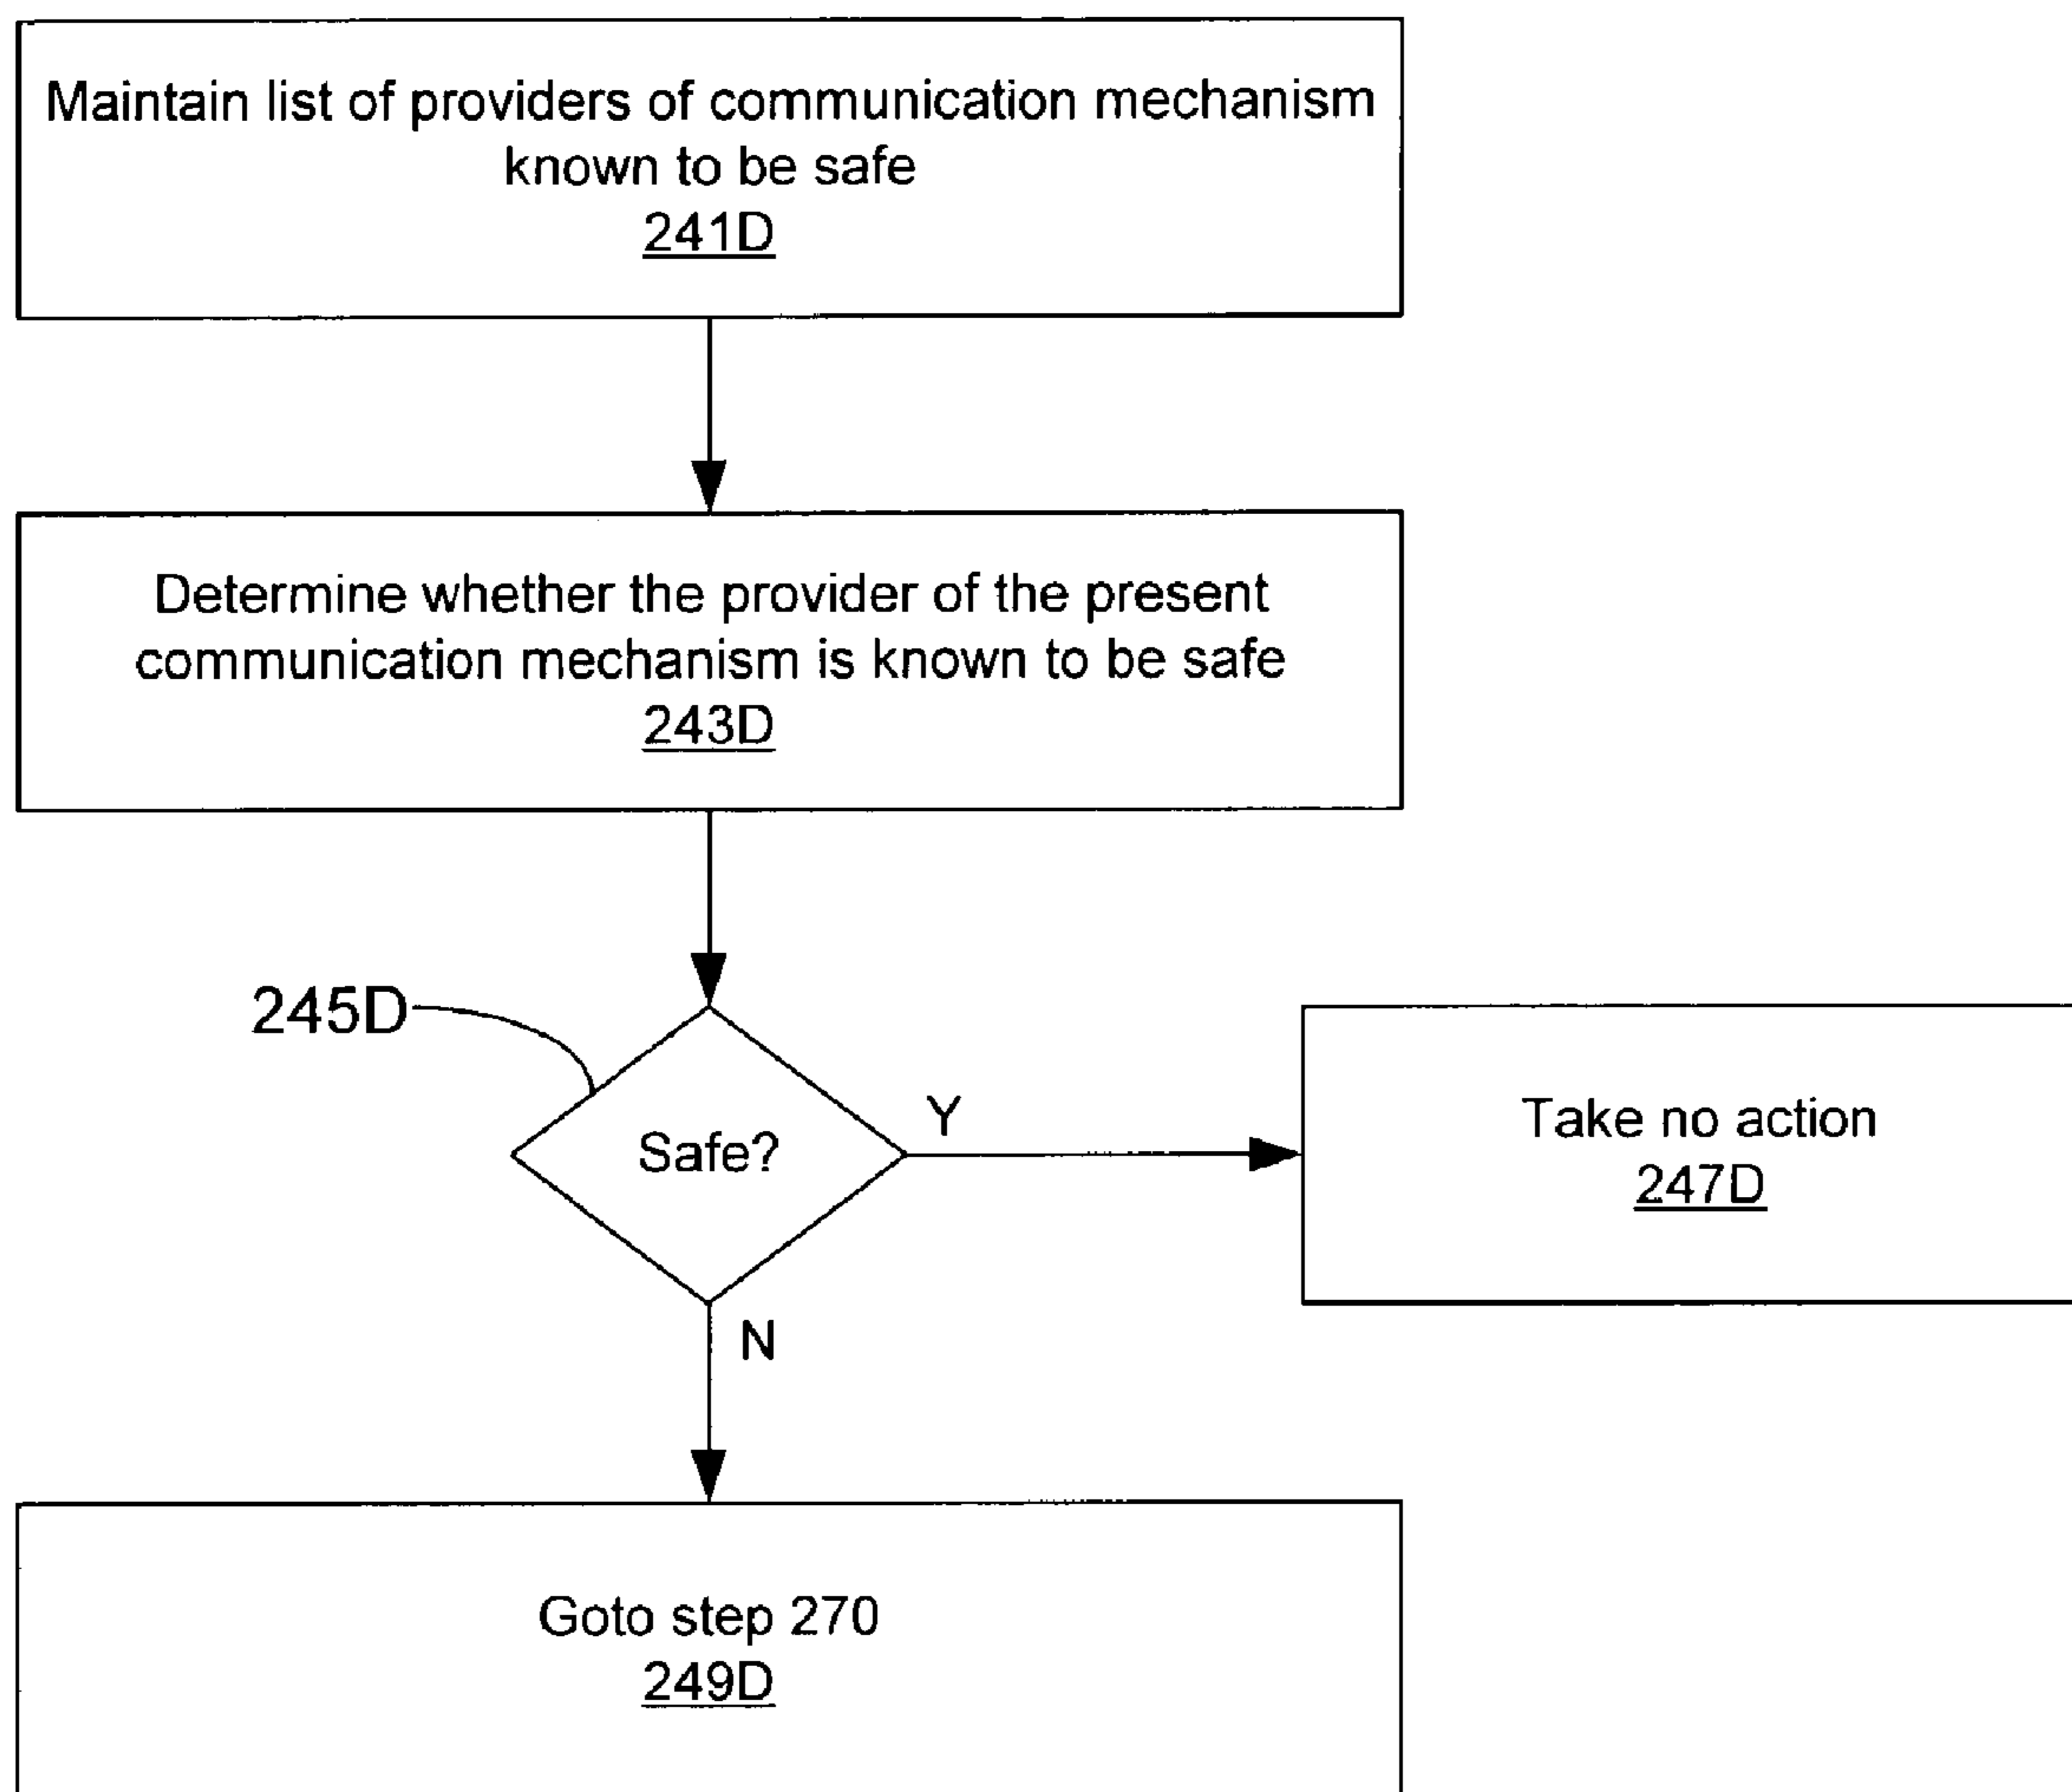 Maintain list of providers of communication mechanism
known to be safe
241D
Determine whether the provider of the present
communication mechanism is known to be safe
243D
245D
Safe?
Y
Take no action
247D
N
Goto step 270
249D